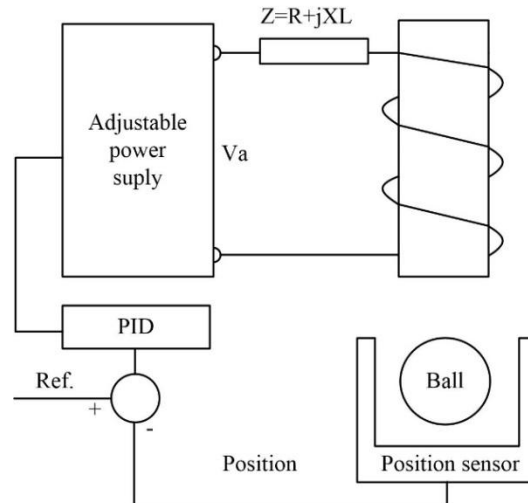 Z=R+jXL
Adjustable
power
suply
Va
PID
Ref.
+
-
Ball
Position
Position sensor